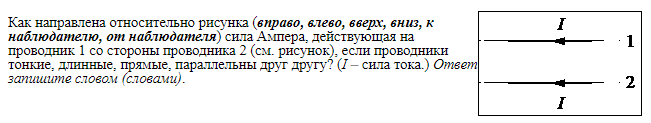 Как направлена относительно рисунка (вправо, влево, вверх, вниз, к
наблюдателю, от наблюдателя) сила Ампера, действующая на
проводник 1 со стороны проводника 2 (см. рисунок), если проводники
тонкие, длинные, прямые, параллельны друг другу? (I – сила тока.) Ответ
запишите словом (словами).
I
1
2
I